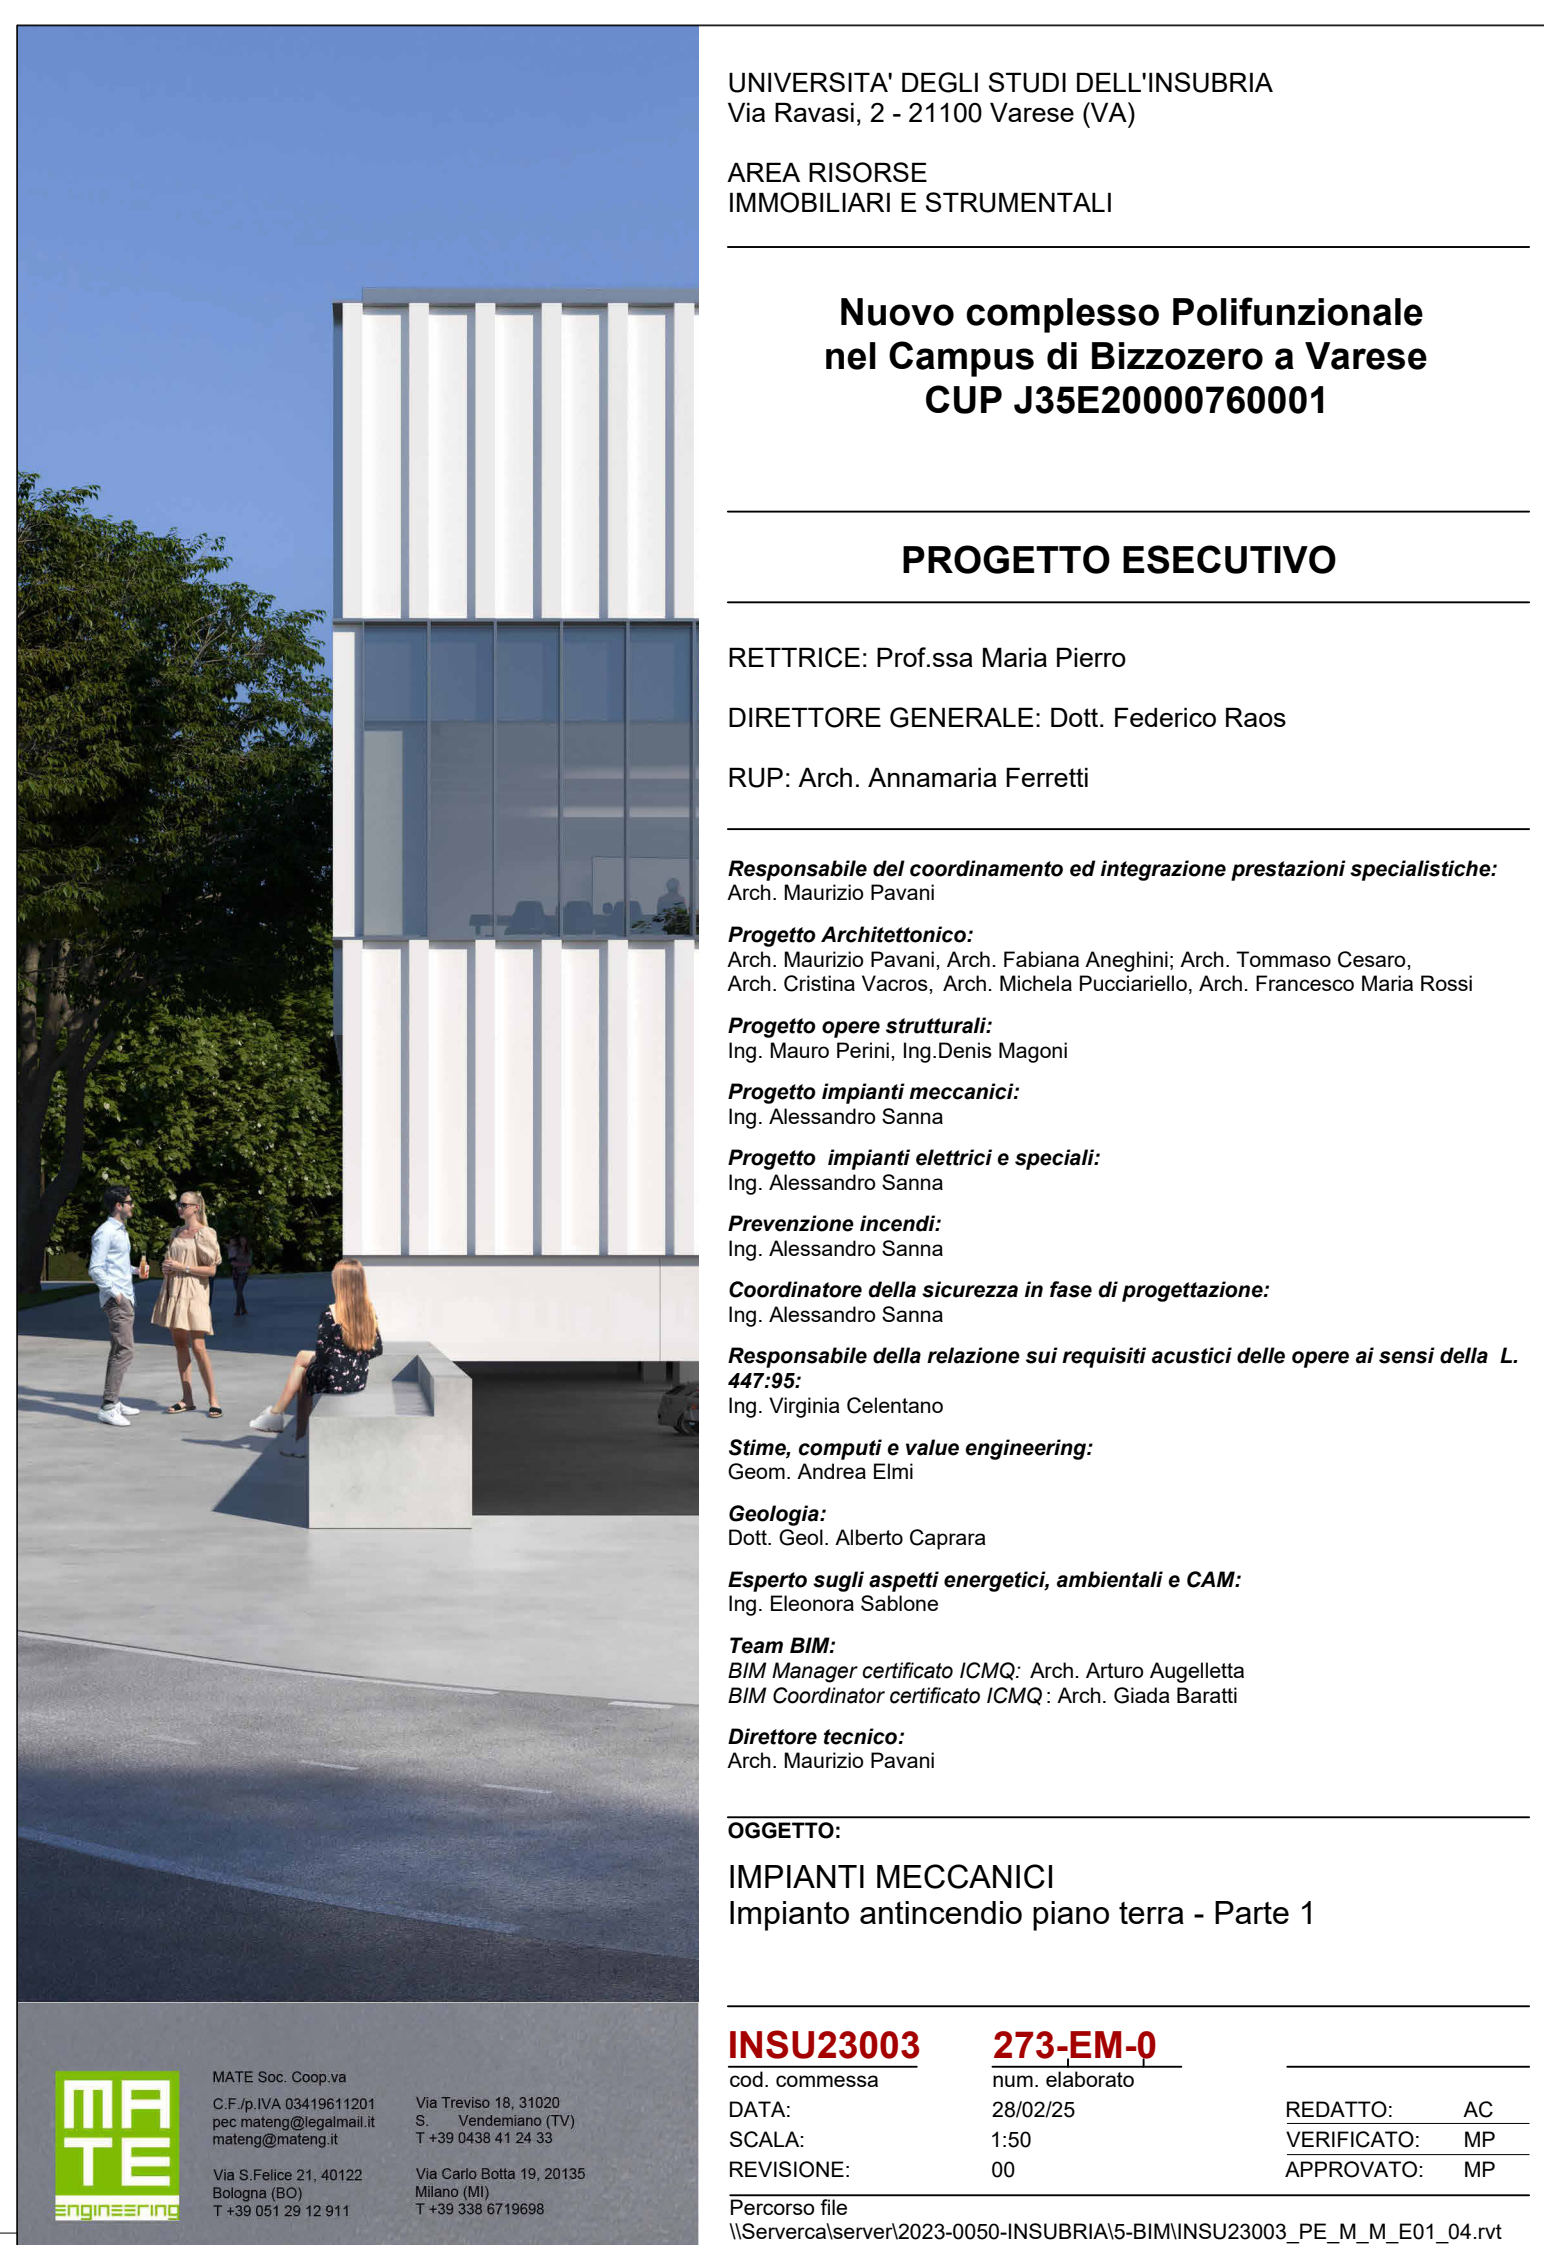 UNIVERSITA' DEGLI STUDI DELL'INSUBRIA
Via Ravasi, 2 - 21100 Varese (VA)
AREA RISORSE
IMMOBILIARI E STRUMENTALI
Nuovo complesso Polifunzionale
nel Campus di Bizzozero a Varese
CUP J35E20000760001
PROGETTO ESECUTIVO
RETTRICE: Prof.ssa Maria Pierro
DIRETTORE GENERALE: Dott. Federico Raos
RUP: Arch. Annamaria Ferretti
Responsabile del coordinamento ed integrazione prestazioni specialistiche:
Arch. Maurizio Pavani
Progetto Architettonico:
Arch. Maurizio Pavani, Arch. Fabiana Aneghini; Arch. Tommaso Cesaro,
Arch. Cristina Vacros, Arch. Michela Pucciariello, Arch. Francesco Maria Rossi
Progetto opere strutturali:
Ing. Mauro Perini, Ing.Denis Magoni
Progetto impianti meccanici:
Ing. Alessandro Sanna
Progetto impianti elettrici e speciali:
Ing. Alessandro Sanna
Prevenzione incendi:
Ing. Alessandro Sanna
Coordinatore della sicurezza in fase di progettazione:
Ing. Alessandro Sanna
Responsabile della relazione sui requisiti acustici delle opere ai sensi della L.
447:95:
Ing. Virginia Celentano
Stime, computi e value engineering:
Geom. Andrea Elmi
Geologia:
Dott. Geol. Alberto Caprara
Esperto sugli aspetti energetici, ambientali e CAM:
Ing. Eleonora Sablone
Team BIM:
BIM Manager certificato ICMQ: Arch. Arturo Augelletta
BIM Coordinator certificato ICMQ : Arch. Giada Baratti
Direttore tecnico:
Arch. Maurizio Pavani
OGGETTO:
IMPIANTI MECCANICI
Impianto antincendio piano terra - Parte 1
INSU23003 273-EM-0
cod. commessa num. elaborato
DATA: 28/02/25 REDATTO: AC
SCALA: 1:50 VERIFICATO: MP
REVISIONE: 00 APPROVATO: MP
Percorso file
\\Serverca\server\2023-0050-INSUBRIA\5-BIM\INSU23003_PE_M_M_E01_04.rvt
MA
TE
engineering
MATE Soc. Coop.va
C.F./p.IVA 03419611201
pec mateng@legalmail.it
mateng@mateng.it
Via S.Felice 21, 40122
Bologna (BO)
T +39 051 29 12 911
Via Treviso 18, 31020
S. Vendemiano (TV)
T +39 0438 41 24 33
Via Carlo Botta 19, 20135
Milano (MI)
T +39 338 6719698